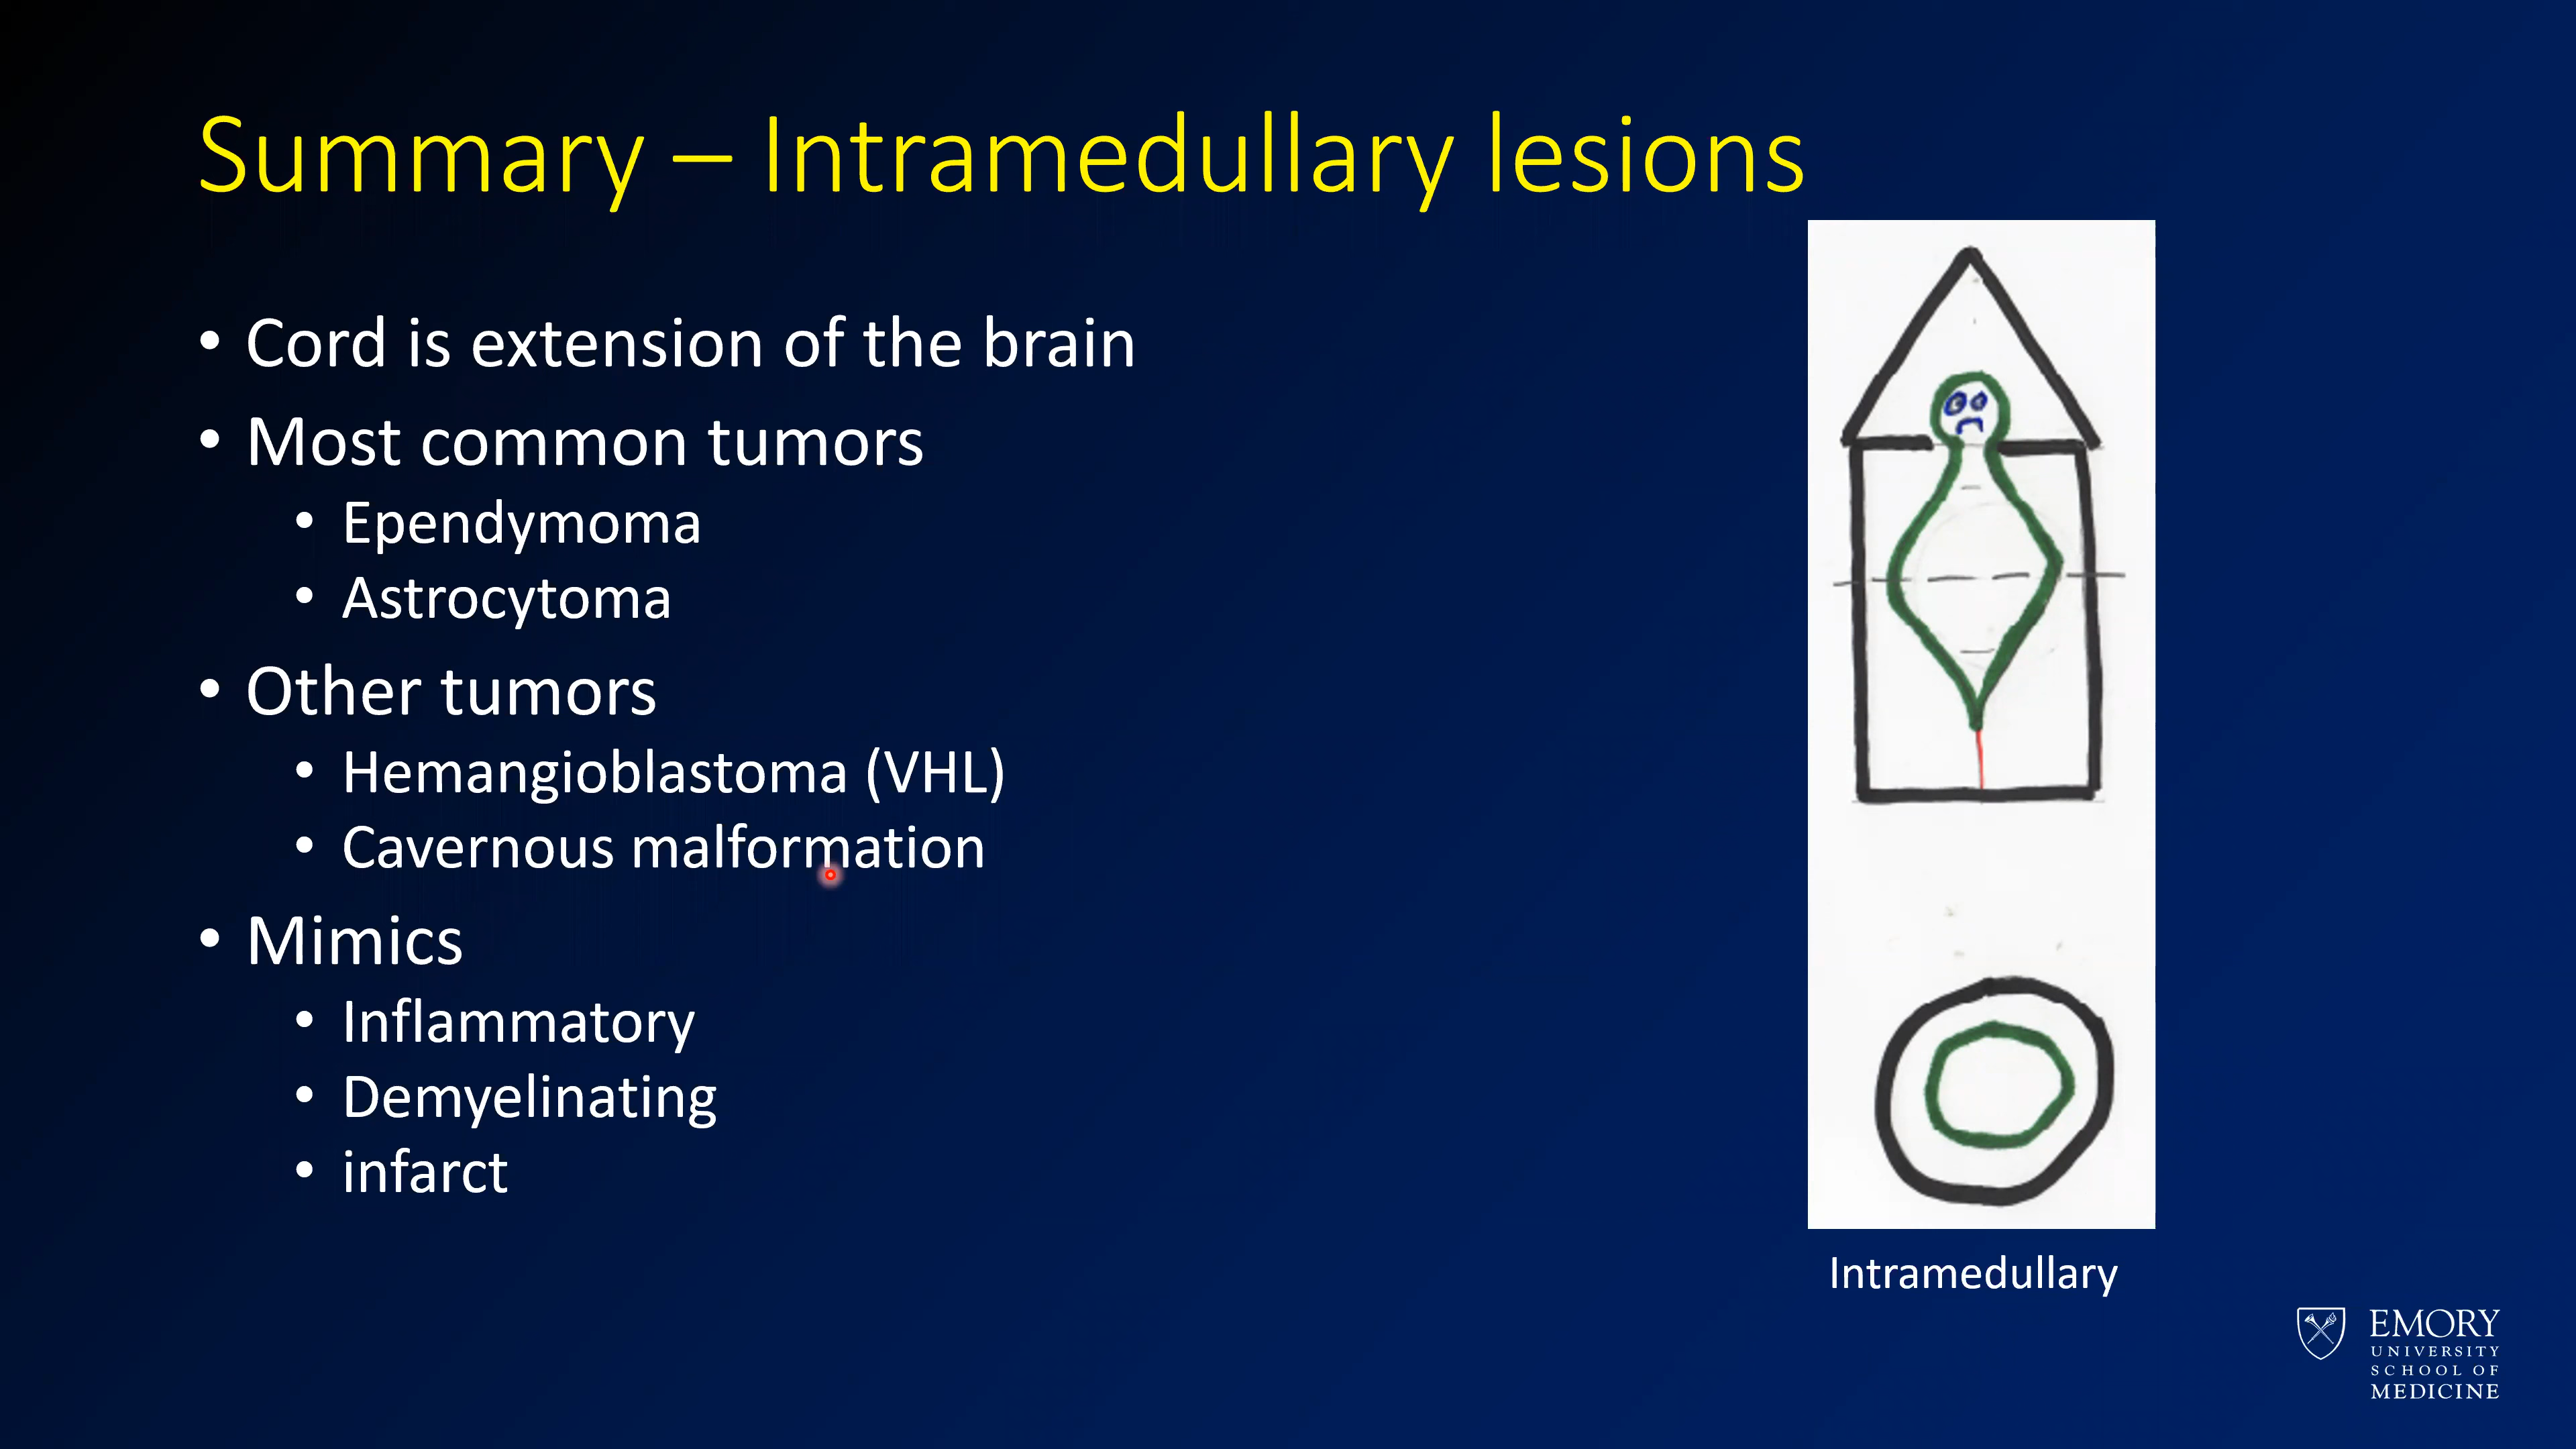 Summary – Intramedullary lesions
• Cord is extension of the brain
• Most common tumors
• Ependymoma
• Astrocytoma
• Other tumors
• Hemangioblastoma (VHL)
• Cavernous malformation
• Mimics
• Inflammatory
• Demyelinating
• infarct
Intramedullary
EMORY
UNIVERSITY
SCHOOL OF
MEDICINE